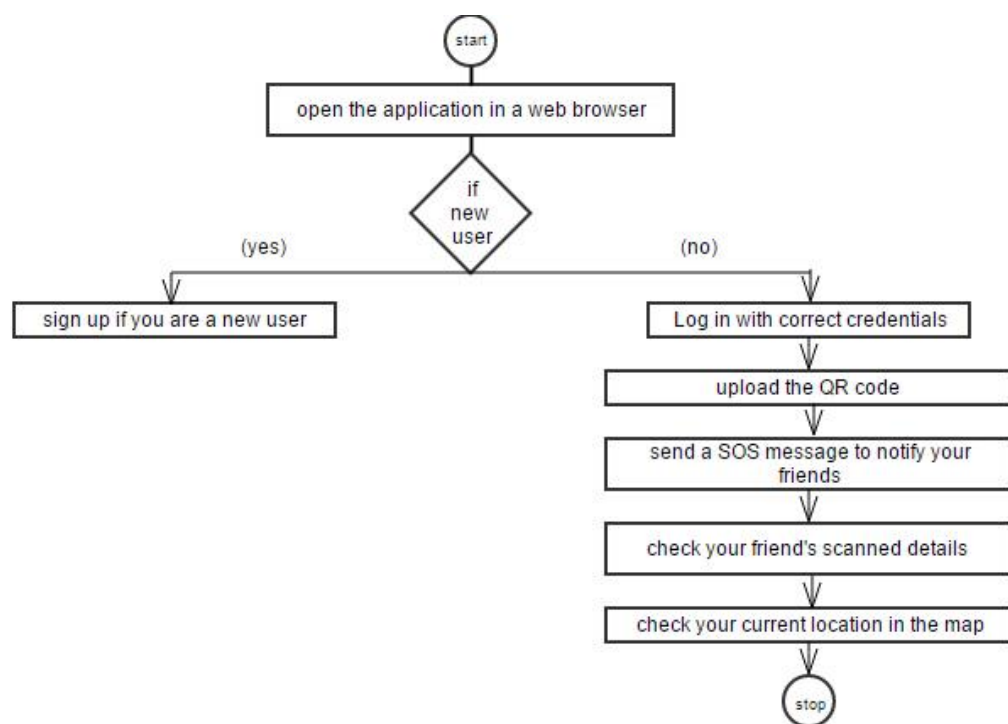 start
open the application in a web browser
if
new
user
(yes)
(no)
sign up if you are a new user
Log in with correct credentials
upload the QR code
send a SOS message to notify your
friends
check your friend's scanned details
check your current location in the map
stop